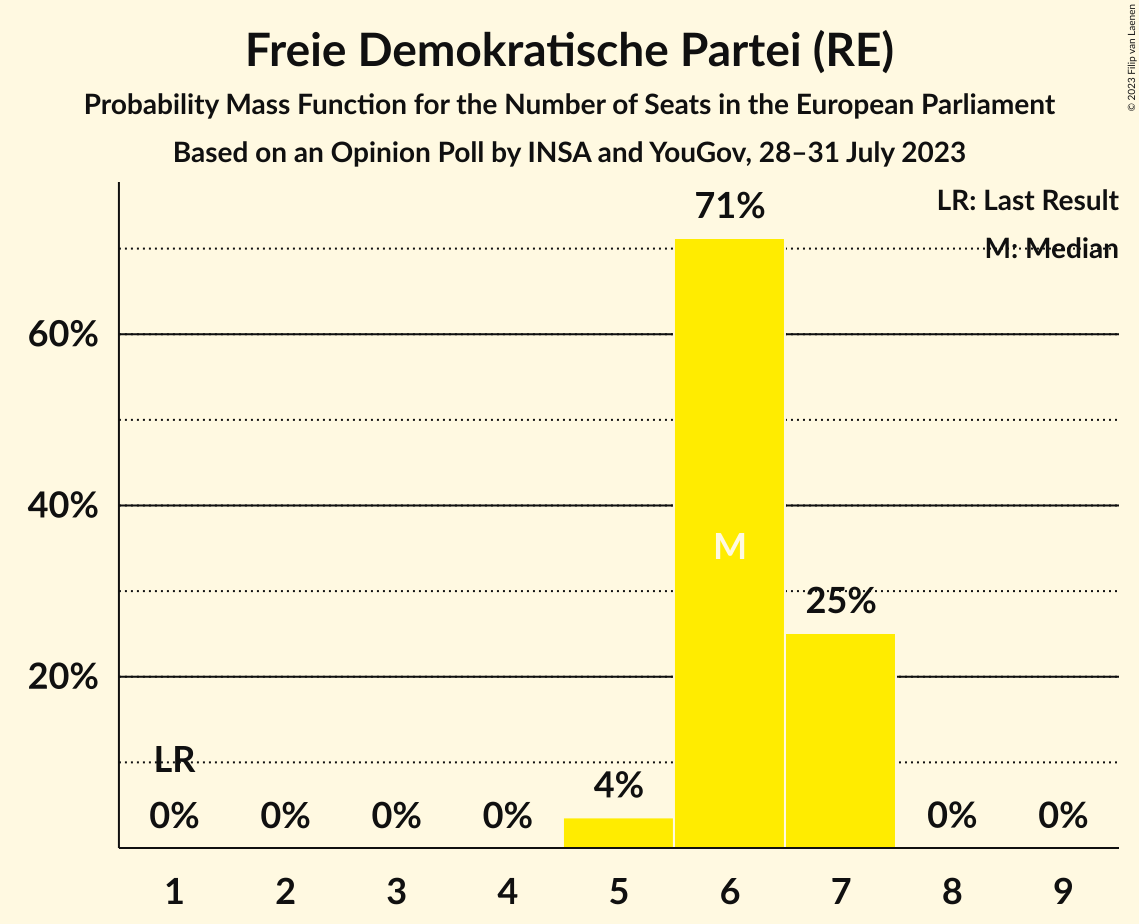 Freie Demokratische Partei (RE)
Probability Mass Function for the Number of Seats in the European Parliament
Based on an Opinion Poll by INSA and YouGov, 28–31 July 2023
© 2023 Filip van Laenen
LR: Last Result
M: Median
71%
60%
40%
M
25%
20%
LR
4%
0% 0% 0% 0% 0% 0%
1 2 3 4 5 6 7 8 9